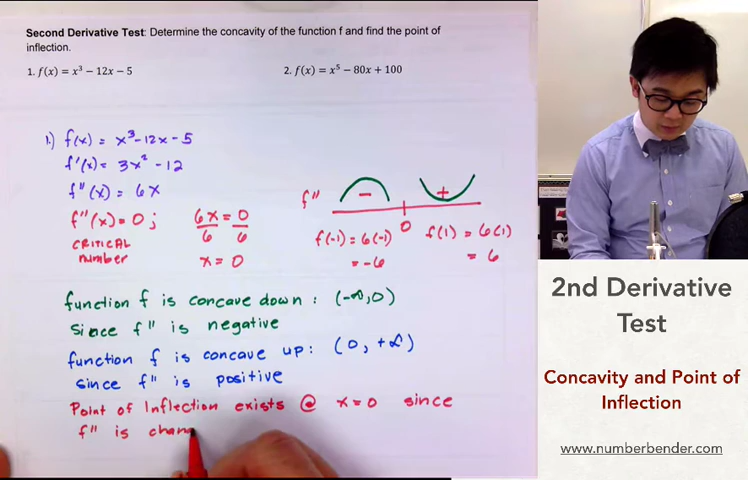 Second Derivative Test: Determine the concavity of the function f and find the point of
inflection.
1. f(x) = x³ − 12x − 5
2. f(x) = x⁵ − 80x + 100
1.) f(x) = x³-12x-5
f'(x) = 3x² -12
f"(x) = 6x
f"(x)=0; 6x = 0
6 6
CRITICAL
number x = 0
f" − +
0
f(-1) = 6(-1) f(1) = 6(1)
= -6 = 6
function f is concave down: (-∞,0)
Since f" is negative
function f is concave up: (0, +∞)
since f" is positive
Point of Inflection exists @ x=0 since
f" is chan
2nd Derivative
Test
Concavity and Point of
Inflection
www.numberbender.com